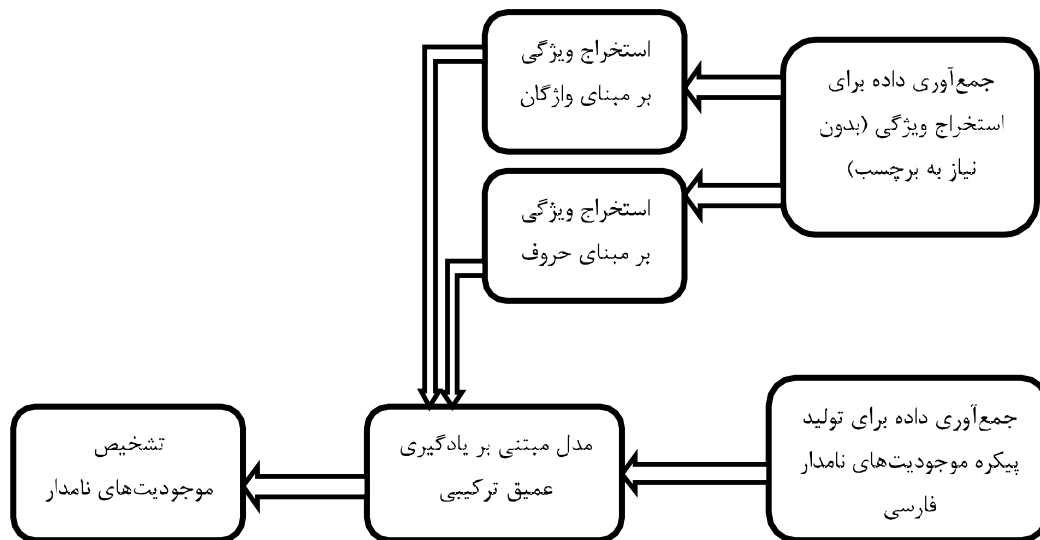 جمع‌آوری داده برای
استخراج ویژگی (بدون
نیاز به برچسب)
استخراج ویژگی
بر مبنای واژگان
استخراج ویژگی
بر مبنای حروف
جمع‌آوری داده برای تولید
پیکره موجودیت‌های نامدار
فارسی
مدل مبتنی بر یادگیری
عمیق ترکیبی
تشخیص
موجودیت‌های نامدار